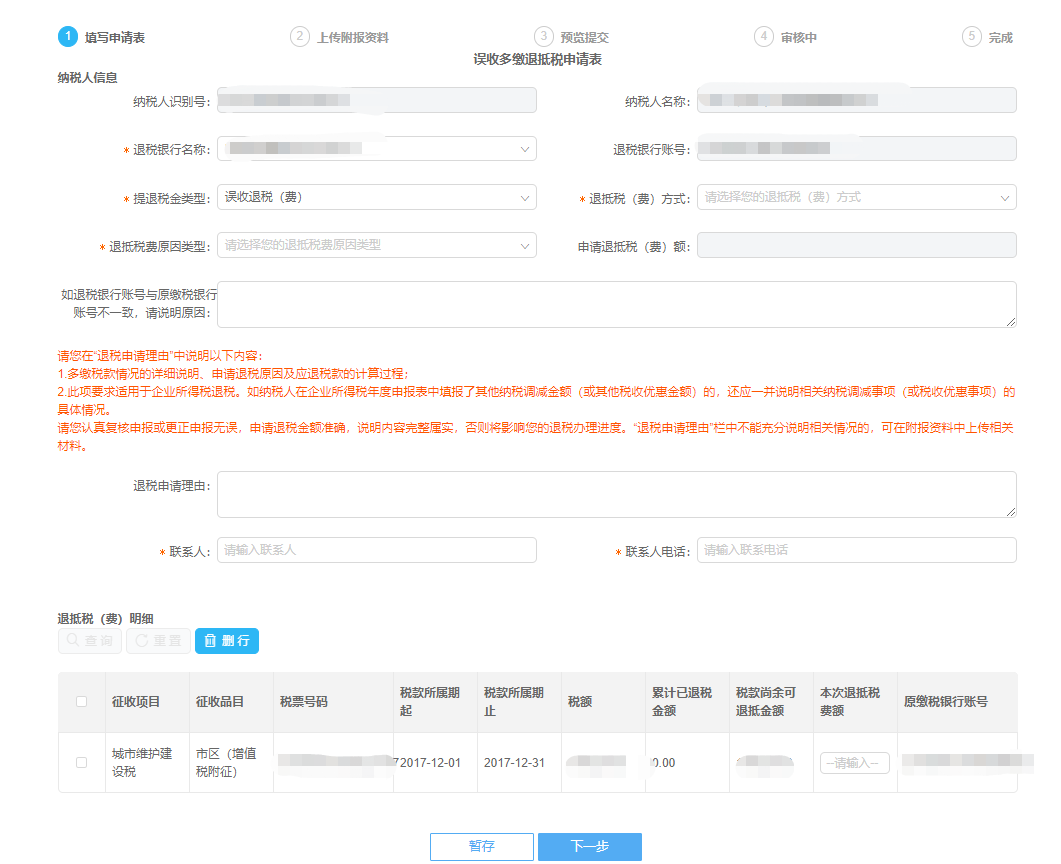 1 填写申请表 2 上传附报资料 3 预览提交 4 审核中 5 完成
误收多缴退抵税申请表
纳税人信息
纳税人识别号: 纳税人名称:
* 退税银行名称: 退税银行账号:
* 提退税金类型: 误收退税（费） * 退抵税（费）方式: 请选择您的退抵税（费）方式
* 退抵税费原因类型: 请选择您的退抵税费原因类型 申请退抵税（费）额:
如退税银行账号与原缴税银行
账号不一致，请说明原因:
请您在“退税申请理由”中说明以下内容：
1.多缴税款情况的详细说明、申请退税原因及应退税款的计算过程；
2.此项要求适用于企业所得税退税。如纳税人在企业所得税年度申报表中填报了其他纳税调减金额（或其他税收优惠金额）的，还应一并说明相关纳税调减事项（或税收优惠事项）的
具体情况。
请您认真复核申报或更正申报无误，申请退税金额准确，说明内容完整属实，否则将影响您的退税办理进度。“退税申请理由”栏中不能充分说明相关情况的，可在附报资料中上传相关
材料。
退税申请理由:
* 联系人: 请输入联系人 * 联系人电话: 请输入联系电话
退抵税（费）明细
查 询 重 置 删 行
征收项目 征收品目 税票号码 税款所属期 税款所属期 税额 累计已退税 税款尚余可 本次退抵税 原缴税银行账号
起 止 金额 退抵金额 费额
城市维护建 市区（增值
2017-12-01 2017-12-31 0.00 --请输入--
设税 税附征）
暂存 下一步